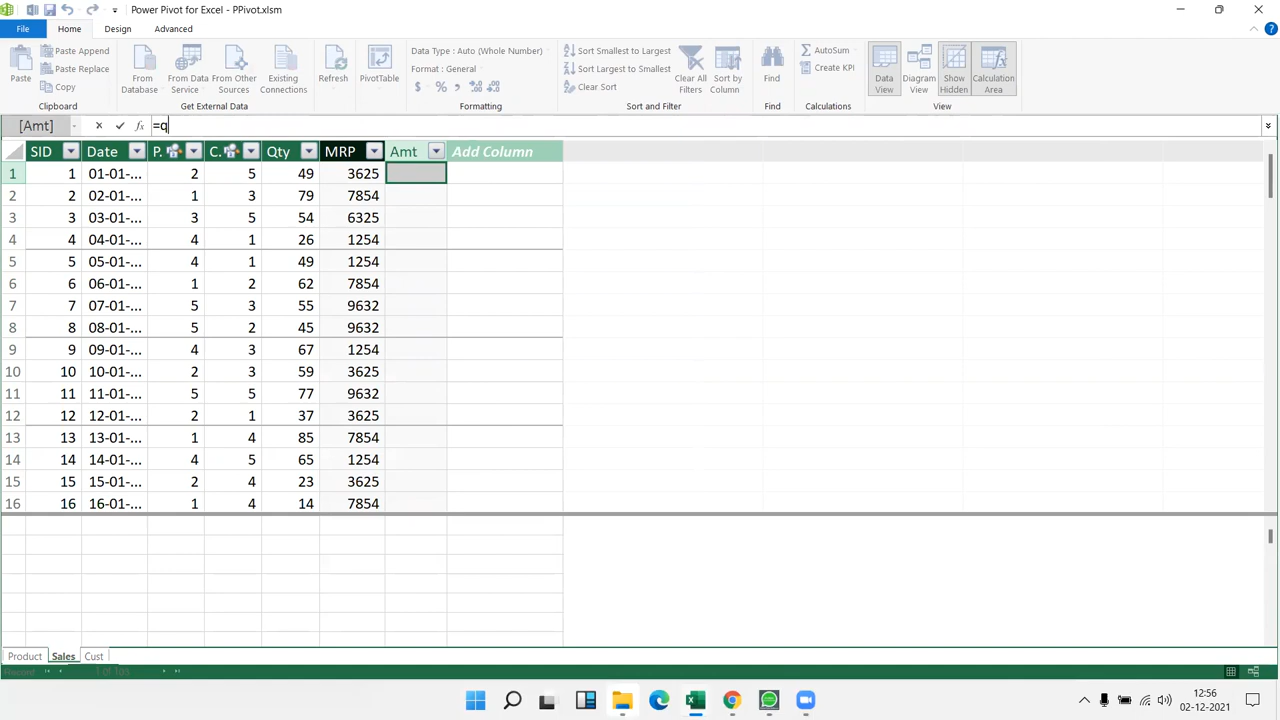 Power Pivot for Excel - PPivot.xlsm
File Home Design Advanced
Paste
Paste Append
Paste Replace
Copy
From Database
From Data Service
From Other Sources
Existing Connections
Refresh
PivotTable
Data Type : Auto (Whole Number)
Format : General
$ % ,
Sort Smallest to Largest
Sort Largest to Smallest
Clear Sort
Clear All Filters
Sort by Column
Find
AutoSum
Create KPI
Data View
Diagram View
Show Hidden
Calculation Area
Clipboard Get External Data Formatting Sort and Filter Find Calculations View
[Amt] fx =q
SID Date P. C. Qty MRP Amt Add Column
1 1 01-01-... 2 5 49 3625
2 2 02-01-... 1 3 79 7854
3 3 03-01-... 3 5 54 6325
4 4 04-01-... 4 1 26 1254
5 5 05-01-... 4 1 49 1254
6 6 06-01-... 1 2 62 7854
7 7 07-01-... 5 3 55 9632
8 8 08-01-... 5 2 45 9632
9 9 09-01-... 4 3 67 1254
10 10 10-01-... 2 3 59 3625
11 11 11-01-... 5 5 77 9632
12 12 12-01-... 2 1 37 3625
13 13 13-01-... 1 4 85 7854
14 14 14-01-... 4 5 65 1254
15 15 15-01-... 2 4 23 3625
16 16 16-01-... 1 4 14 7854
Product Sales Cust
Record:
12:56
02-12-2021